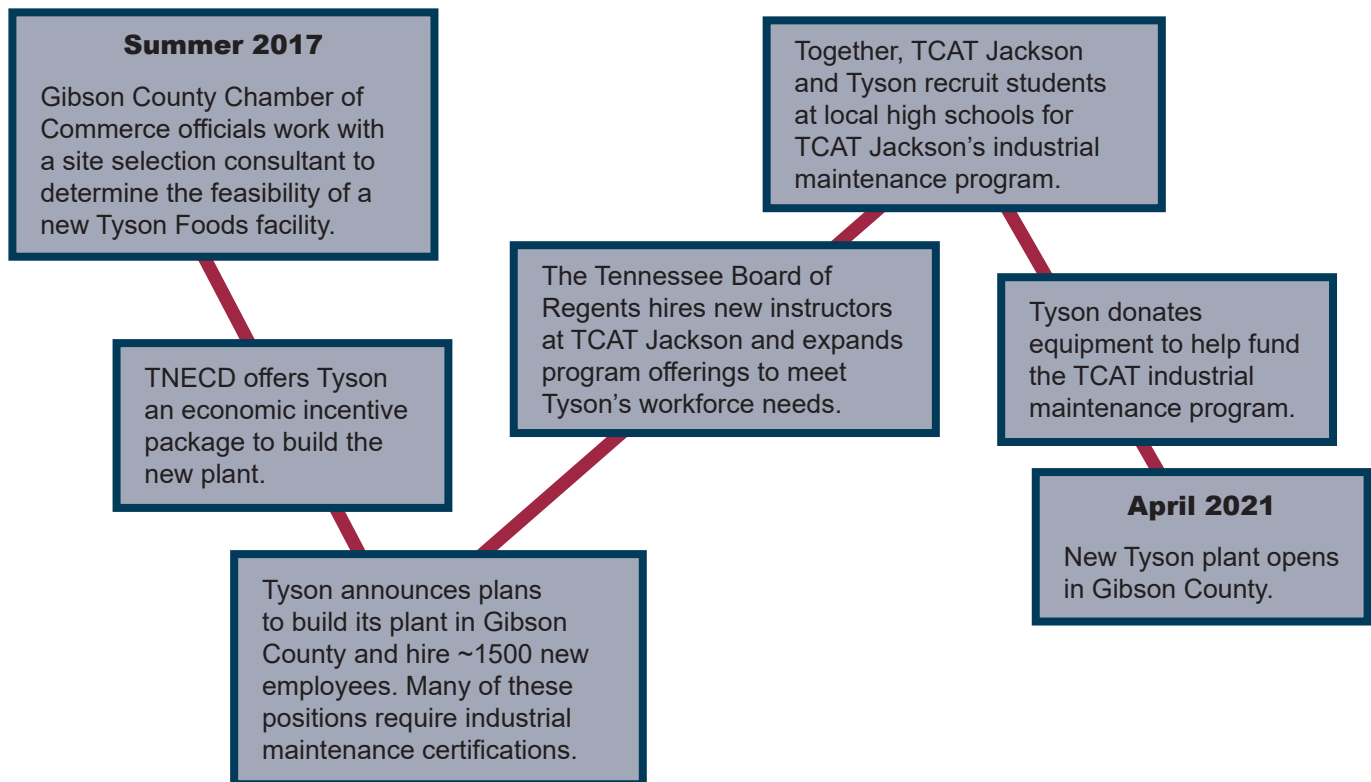 Summer 2017
Gibson County Chamber of
Commerce officials work with
a site selection consultant to
determine the feasibility of a
new Tyson Foods facility.
TNECD offers Tyson
an economic incentive
package to build the
new plant.
Tyson announces plans
to build its plant in Gibson
County and hire ~1500 new
employees. Many of these
positions require industrial
maintenance certifications.
The Tennessee Board of
Regents hires new instructors
at TCAT Jackson and expands
program offerings to meet
Tyson’s workforce needs.
Together, TCAT Jackson
and Tyson recruit students
at local high schools for
TCAT Jackson’s industrial
maintenance program.
Tyson donates
equipment to help fund
the TCAT industrial
maintenance program.
April 2021
New Tyson plant opens
in Gibson County.